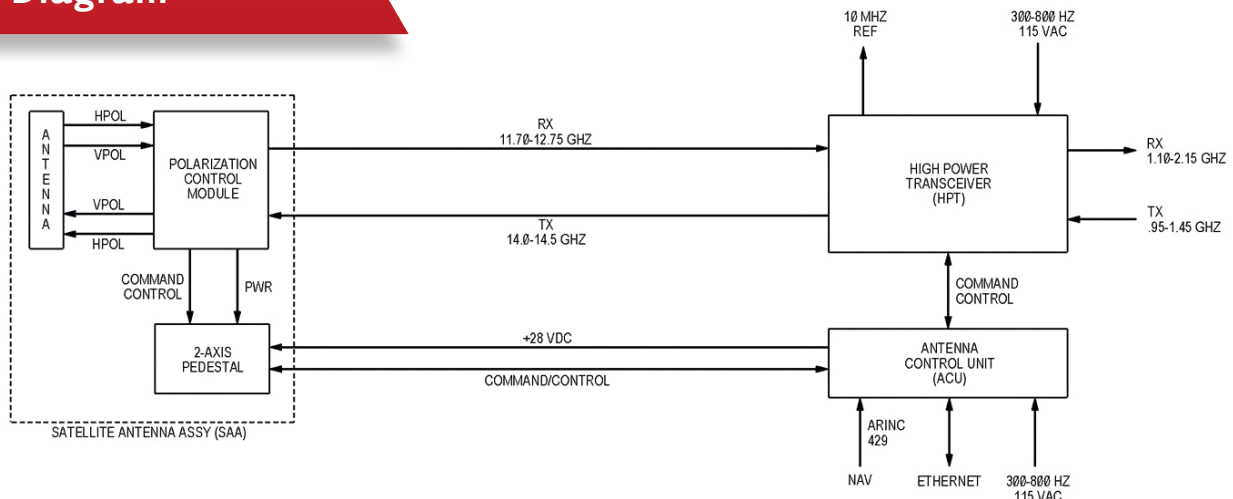 Diagram
10 MHZ
REF
300-800 HZ
115 VAC
HPOL
VPOL
VPOL
HPOL
ANTENNA
POLARIZATION
CONTROL
MODULE
RX
11.70-12.75 GHZ
TX
14.0-14.5 GHZ
HIGH POWER
TRANSCEIVER
(HPT)
RX
1.10-2.15 GHZ
TX
.95-1.45 GHZ
COMMAND
CONTROL
PWR
COMMAND
CONTROL
2-AXIS
PEDESTAL
+28 VDC
COMMAND/CONTROL
ANTENNA
CONTROL UNIT
(ACU)
SATELLITE ANTENNA ASSY (SAA)
ARINC
429
NAV
ETHERNET
300-800 HZ
115 VAC